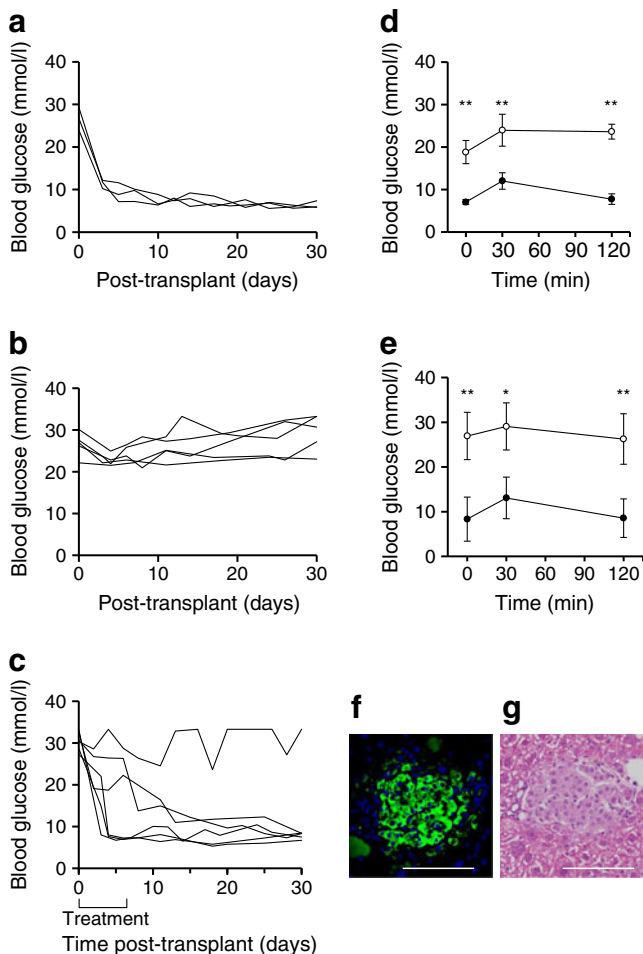 a
Blood glucose (mmol/l)
40
30
20
10
0
0 10 20 30
Post-transplant (days)
d
Blood glucose (mmol/l)
40
30
20
10
0
** ** **
0 30 60 90 120
Time (min)
b
Blood glucose (mmol/l)
40
30
20
10
0
0 10 20 30
Post-transplant (days)
e
Blood glucose (mmol/l)
40
30
20
10
0
** * **
0 30 60 90 120
Time (min)
c
Blood glucose (mmol/l)
40
30
20
10
0
0 10 20 30
Treatment
Time post-transplant (days)
f
g